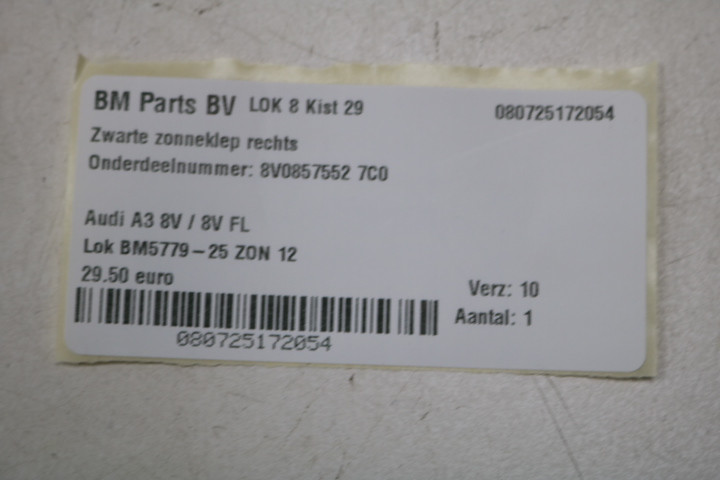 BM Parts BV LOK 8 Kist 29 080725172054
Zwarte zonneklep rechts
Onderdeelnummer: 8V0857552 7C0
Audi A3 8V / 8V FL
Lok BM5779-25 ZON 12
29.50 euro
Verz: 10
Aantal: 1
080725172054